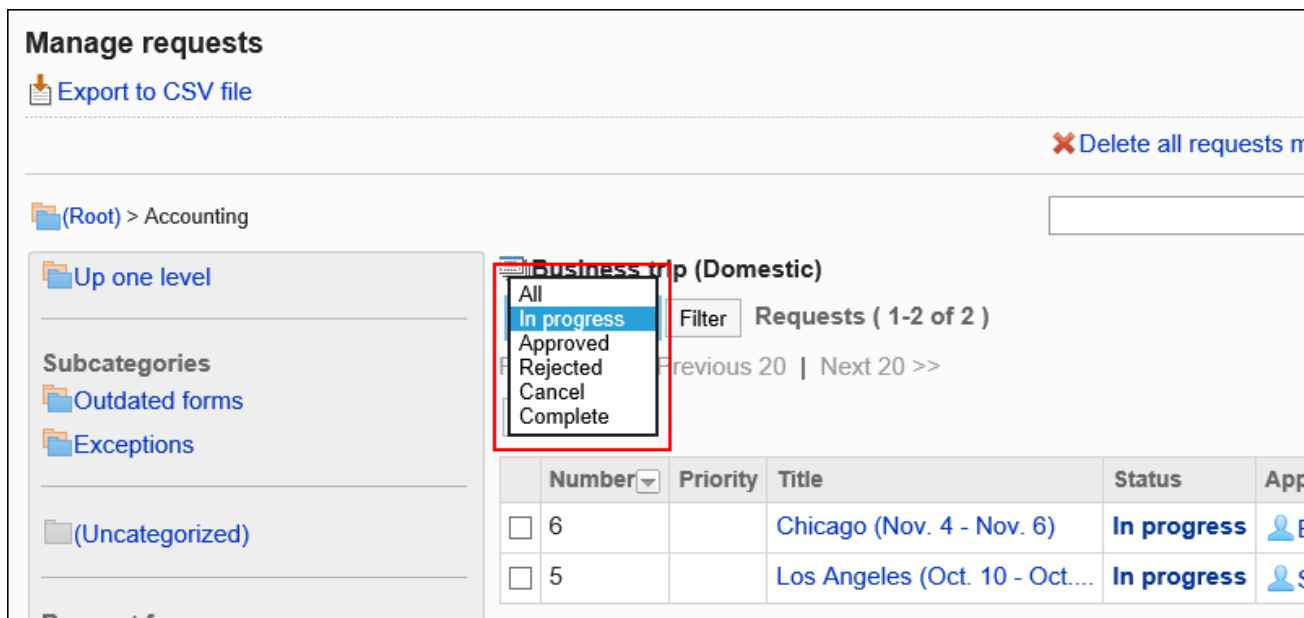 Manage requests
Export to CSV file
Delete all requests
(Root) > Accounting
Up one level
Subcategories
Outdated forms
Exceptions
(Uncategorized)
Business trip (Domestic)
All
In progress
Approved
Rejected
Cancel
Complete
Filter Requests ( 1-2 of 2 )
Previous 20 | Next 20 >>
Number Priority Title Status App
6 Chicago (Nov. 4 - Nov. 6) In progress
5 Los Angeles (Oct. 10 - Oct.... In progress